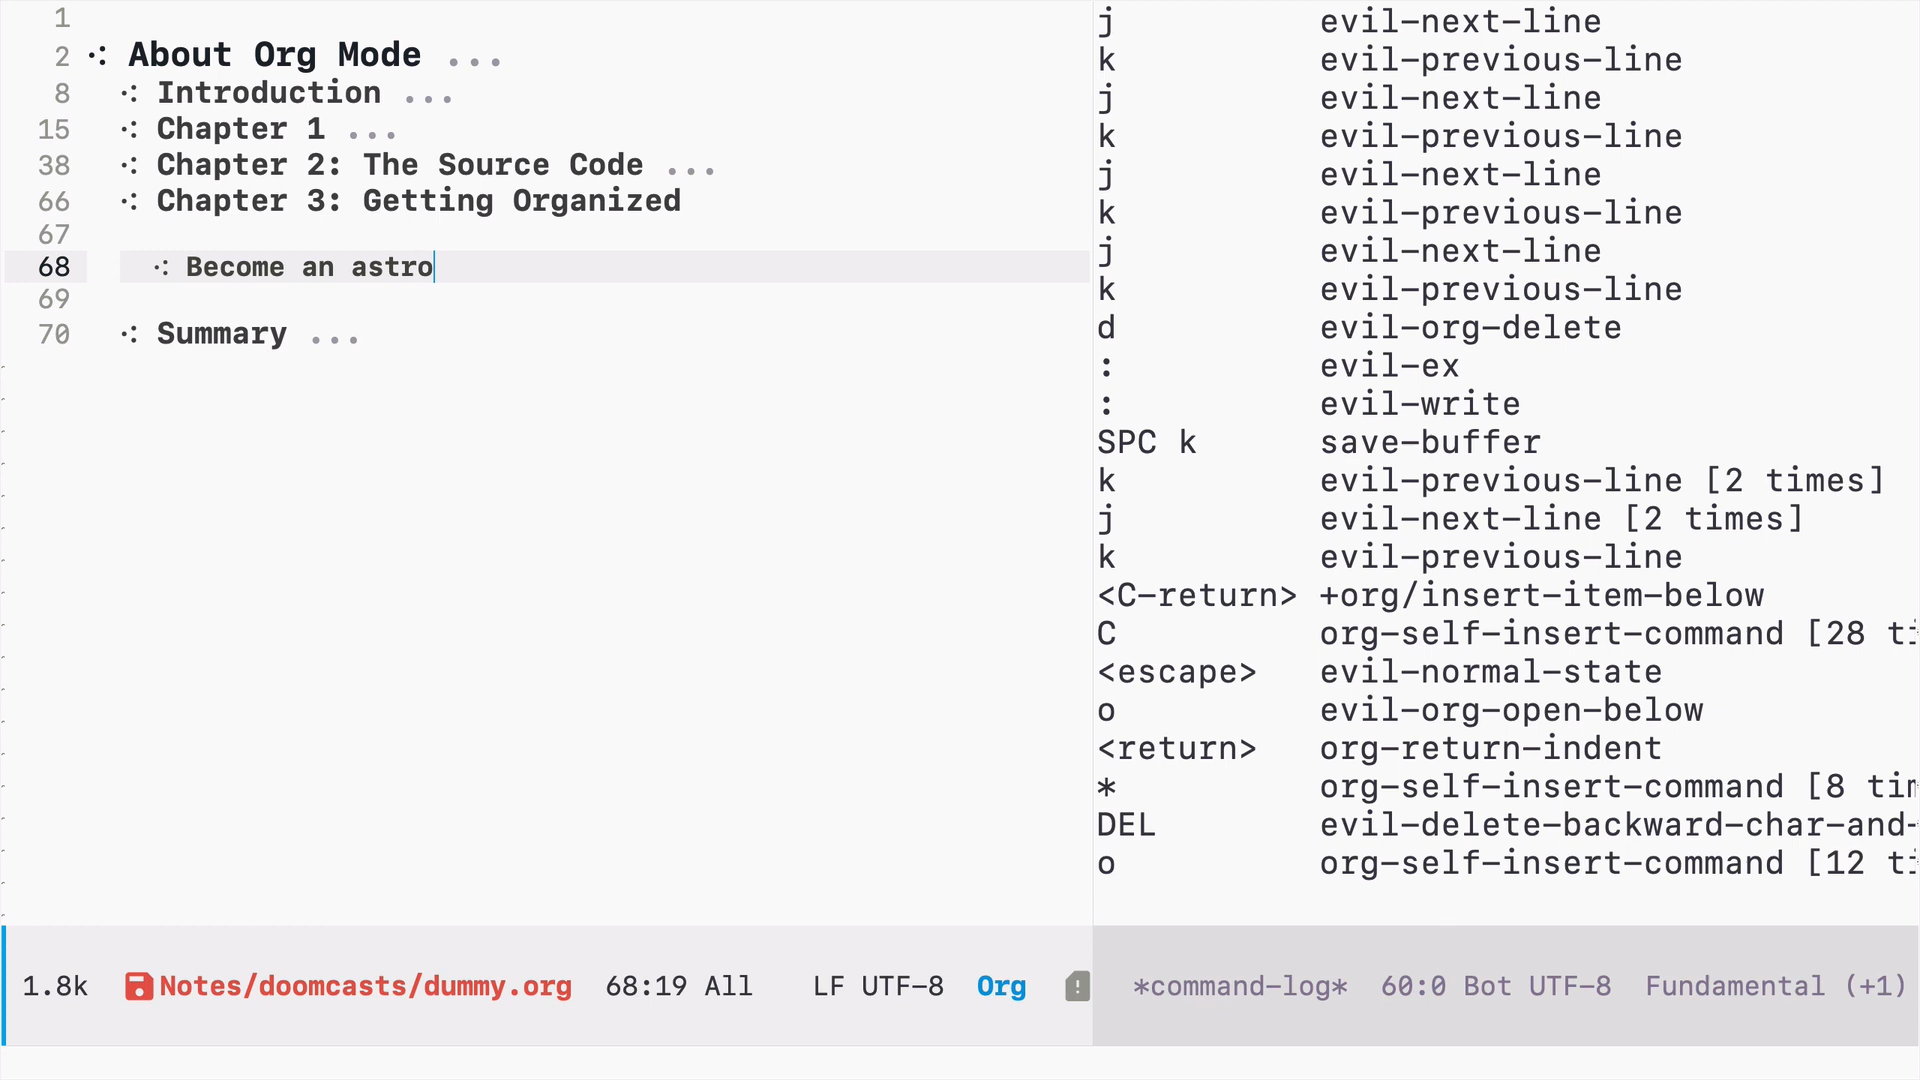 1
2 About Org Mode ...
8 Introduction ...
15 Chapter 1 ...
38 Chapter 2: The Source Code ...
66 Chapter 3: Getting Organized
67
68 Become an astro
69
70 Summary ...
1.8k Notes/doomcasts/dummy.org 68:19 All LF UTF-8 Org
j evil-next-line
k evil-previous-line
j evil-next-line
k evil-previous-line
j evil-next-line
k evil-previous-line
j evil-next-line
k evil-previous-line
d evil-org-delete
: evil-ex
: evil-write
SPC k save-buffer
k evil-previous-line [2 times]
j evil-next-line [2 times]
k evil-previous-line
<C-return> +org/insert-item-below
C org-self-insert-command [28 ti
<escape> evil-normal-state
o evil-org-open-below
<return> org-return-indent
* org-self-insert-command [8 tim
DEL evil-delete-backward-char-and-
o org-self-insert-command [12 ti
*command-log* 60:0 Bot UTF-8 Fundamental (+1)